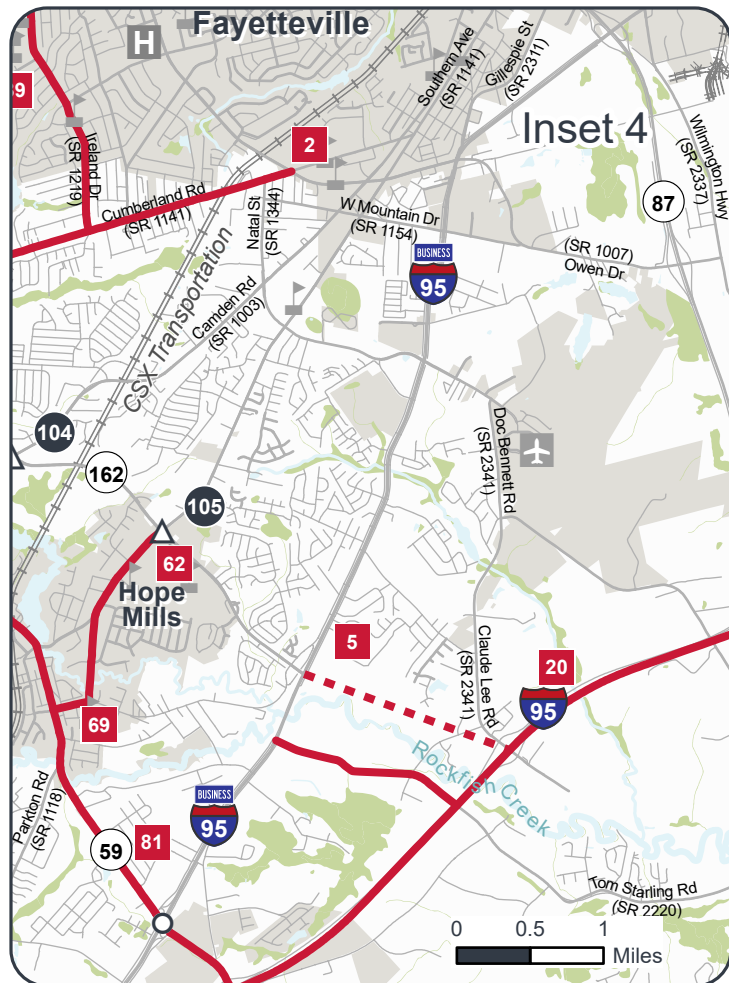 Fayetteville
H
Southern Ave
(SR 1141)
Gillespie St
(SR 2311)
Inset 4
Wilmington Hwy
(SR 2337)
Ireland Dr
(SR 1219)
2
87
Cumberland Rd
(SR 1141)
Natal St
(SR 1344)
W Mountain Dr
(SR 1154)
(SR 1007)
Owen Dr
BUSINESS
95
CSX Transportation
Camden Rd
(SR 1003)
104
162
105
Doc Bennett Rd
(SR 2341)
62
Hope
Mills
5
Claude Lee Rd
(SR 2341)
20
95
69
Rockfish Creek
Parkton Rd
(SR 1118)
BUSINESS
95
59
81
Tom Starling Rd
(SR 2220)
0 0.5 1
Miles